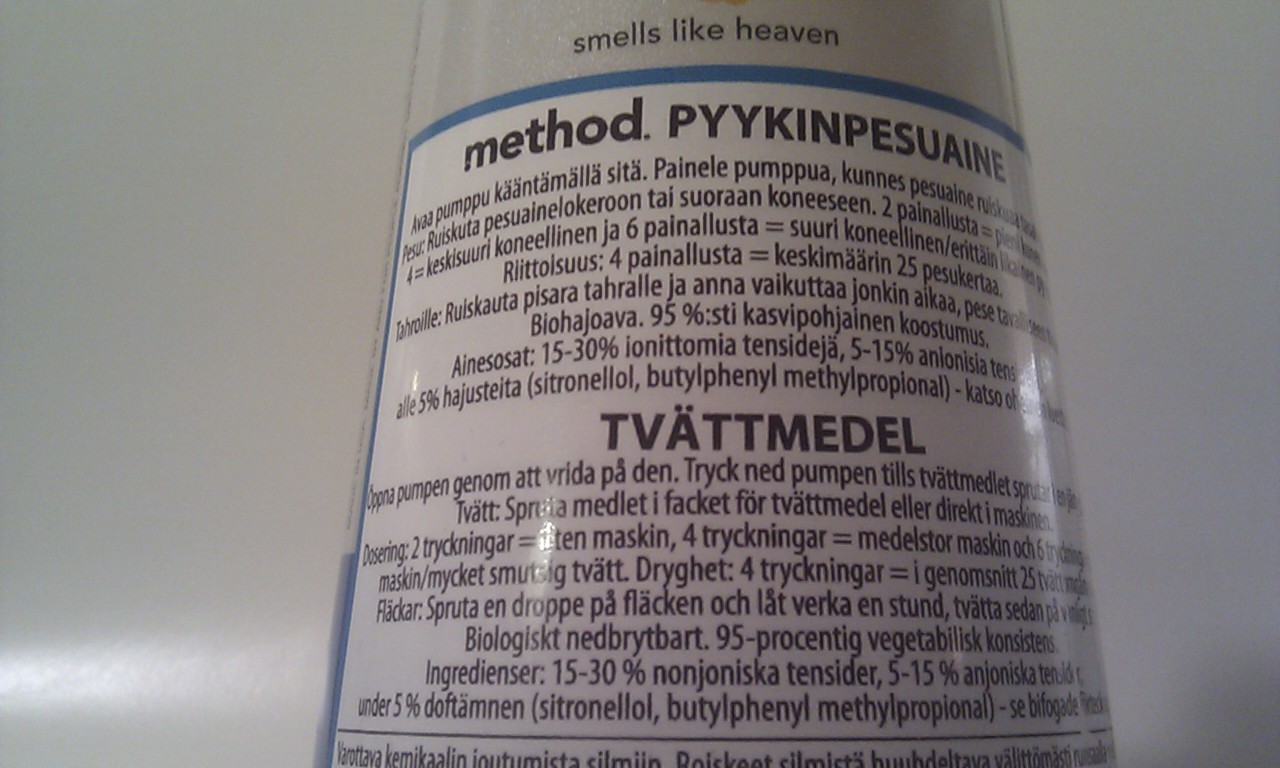 smells like heaven
method. PYYKINPESUAINE
Avaa pumppu kääntämällä sitä. Painele pumppua, kunnes pesuaine
Pesu: Ruiskuta pesuainelokeroon tai suoraan koneeseen. 2 painallusta =
4 = keskisuuri koneellinen ja 6 painallusta = suuri koneellinen/erittäin
Riittoisuus: 4 painallusta = keskimäärin 25 pesukertaa.
Tahroille: Ruiskauta pisara tahralle ja anna vaikuttaa jonkin aikaa, pese
Biohajoava. 95 %:sti kasvipohjainen koostumus.
Ainesosat: 15-30% ionittomia tensidejä, 5-15% anionisia
alle 5% hajusteita (sitronellol, butylphenyl methylpropional) - katso
TVÄTTMEDEL
Öppna pumpen genom att vrida på den. Tryck ned pumpen tills tvättmedlet
Tvätt: Spruta medlet i facket för tvättmedel eller direkt i maskinen.
Dosering: 2 tryckningar = liten maskin, 4 tryckningar = medelstor maskin och 6
maskin/mycket smutsig tvätt. Dryghet: 4 tryckningar = i genomsnitt 25
Fläckar: Spruta en droppe på fläcken och låt verka en stund, tvätta sedan på
Biologiskt nedbrytbart. 95-procentig vegetabilisk konsistens.
Ingredienser: 15-30 % nonjoniska tensider, 5-15 % anjoniska tensider,
under 5 % doftämnen (sitronellol, butylphenyl methylpropional) - se bifogade
Varottava kemikaalin joutumista silmiin. Roiskeet silmistä huuhdeltava välittömästi